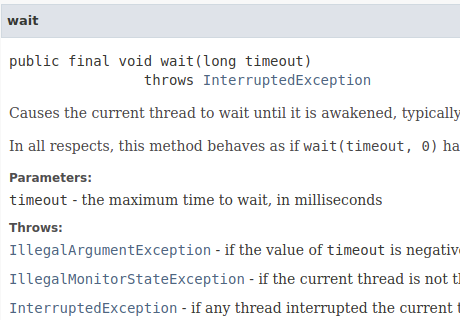 wait
public final void wait(long timeout)
throws InterruptedException
Causes the current thread to wait until it is awakened, typically
In all respects, this method behaves as if wait(timeout, 0) ha
Parameters:
timeout - the maximum time to wait, in milliseconds
Throws:
IllegalArgumentException - if the value of timeout is negative
IllegalMonitorStateException - if the current thread is not t
InterruptedException - if any thread interrupted the current t